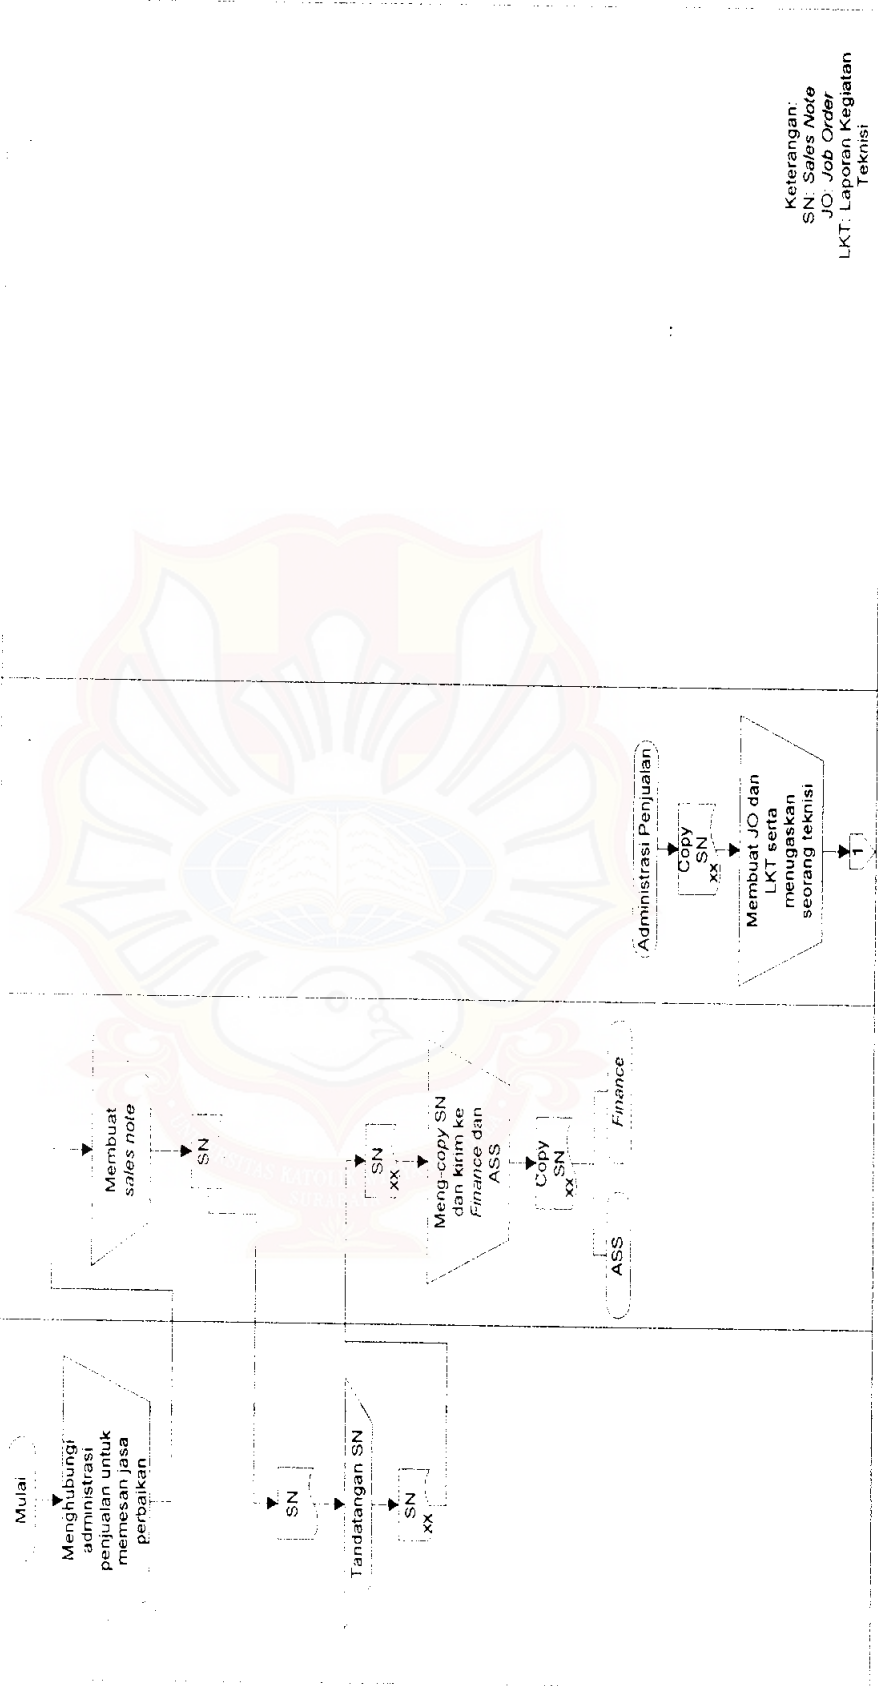 Mulai
Menghubungi
administrasi
penjualan untuk
memesan jasa
perbaikan
SN
Tandatangan SN
SN
xx
Membuat
sales note
SN
SN
xx
Meng-copy SN
dan kirim ke
Finance dan
ASS
Copy
SN
xx
ASS
Finance
Administrasi Penjualan
Copy
SN
xx
Membuat JO dan
LKT serta
menugaskan
seorang teknisi
1
Keterangan:
SN: Sales Note
JO: Job Order
LKT: Laporan Kegiatan
Teknisi
SURABAYA